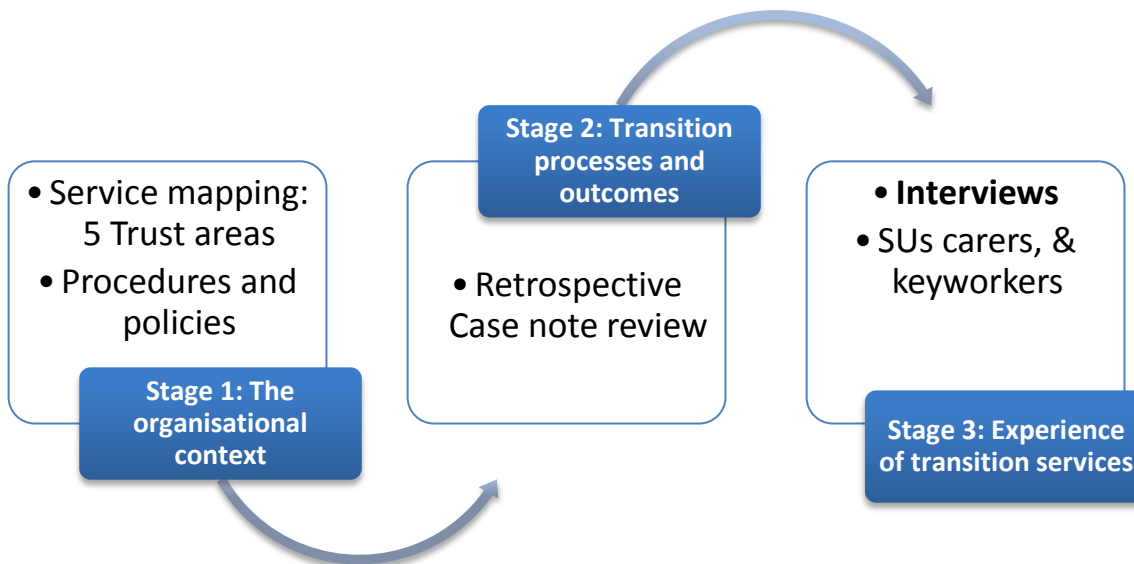 • Service mapping:
5 Trust areas
• Procedures and
policies
Stage 1: The
organisational
context
Stage 2: Transition
processes and
outcomes
• Retrospective
Case note review
• Interviews
• SUs carers, &
keyworkers
Stage 3: Experience
of transition services